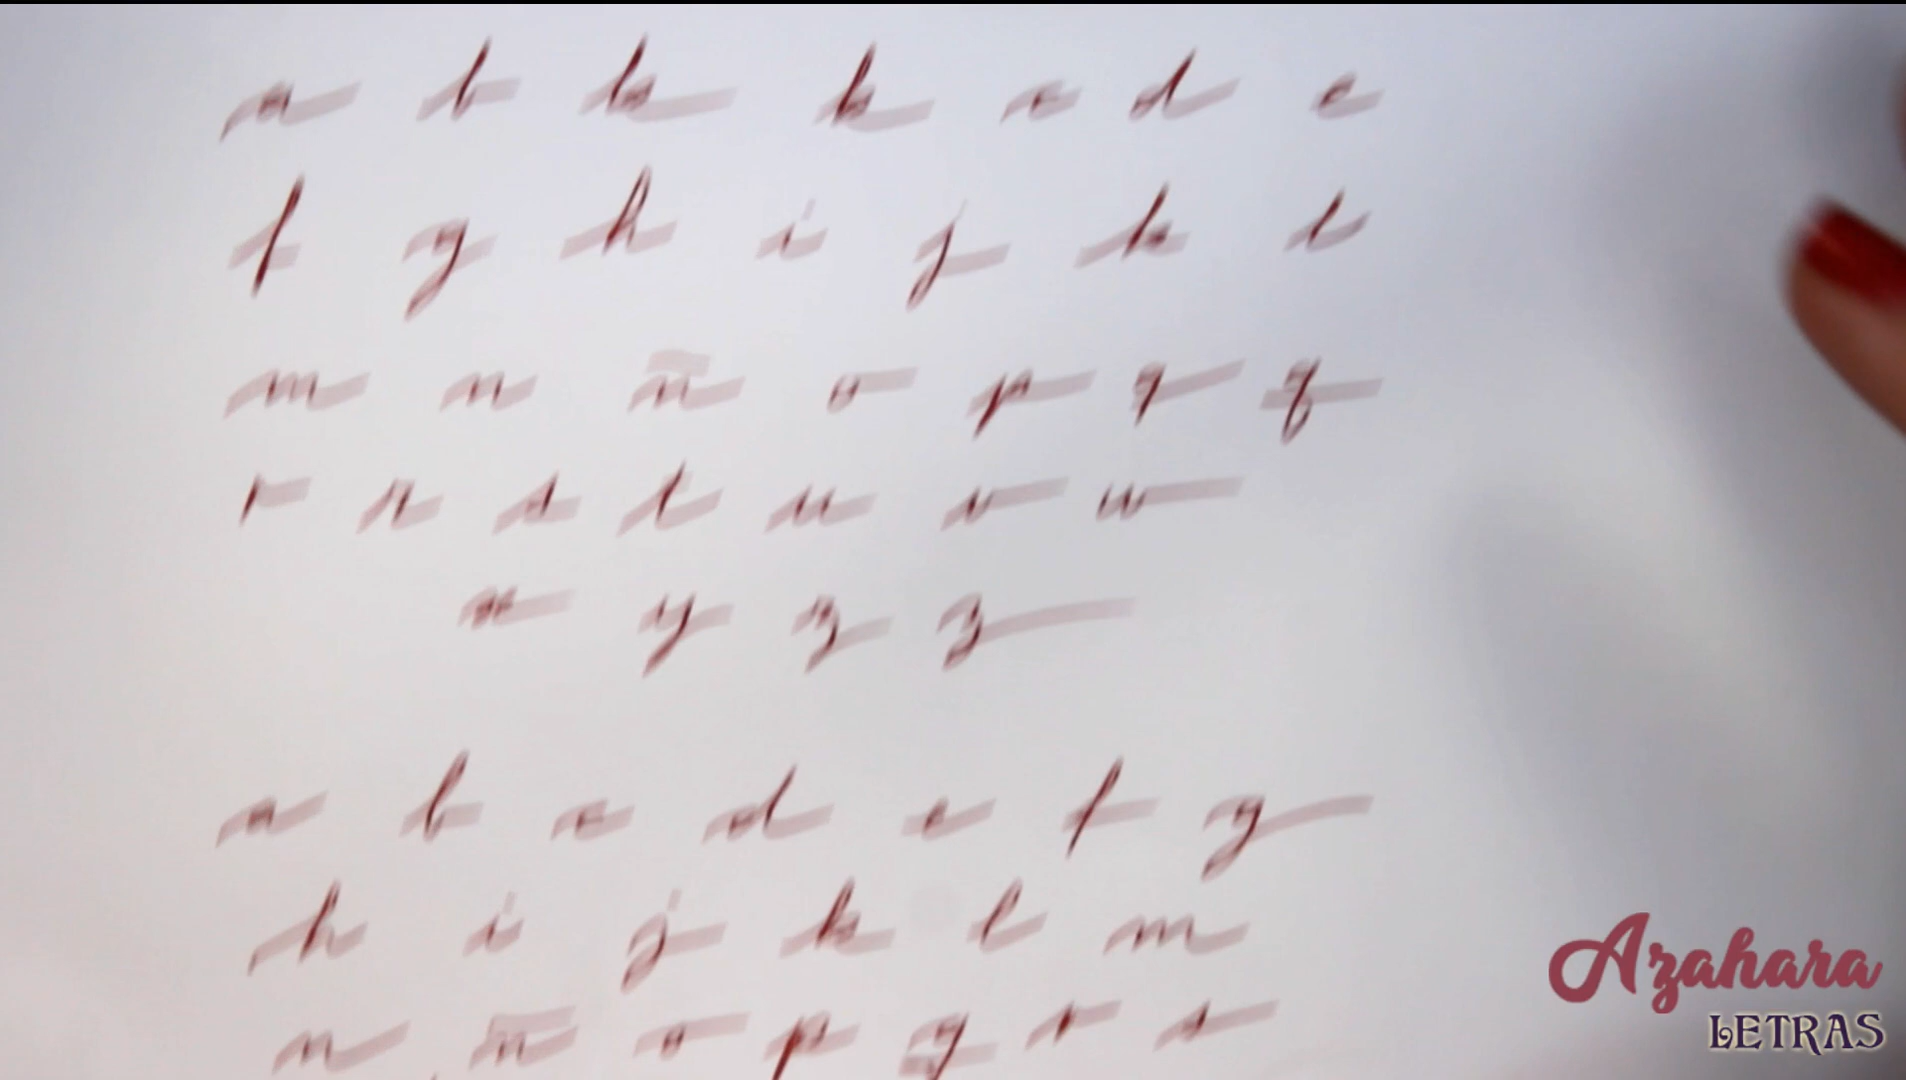 a b b b c d e
f g h i j k l
m n ñ o p q q
r r s t u v w
x y z z
a b c d e f g
h i j k l m
n ñ o p q r s
Azahara
LETRAS